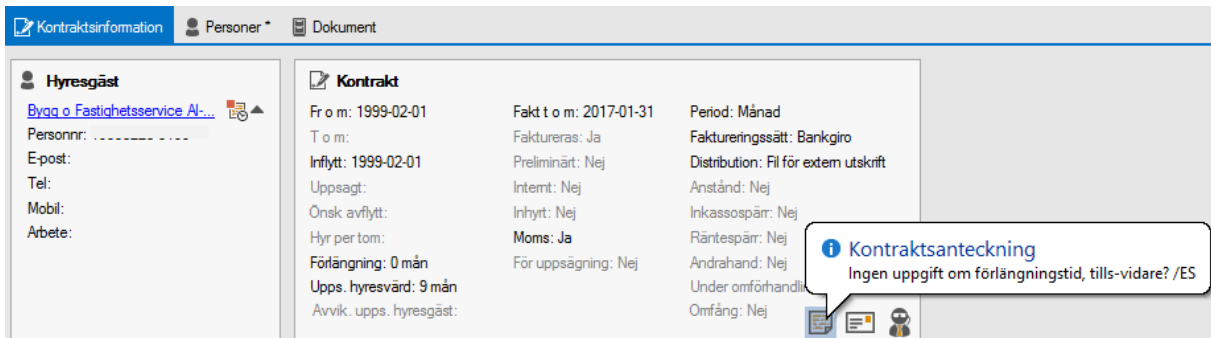 Kontraktsinformation
Personer *
Dokument
Hyresgäst
Bygg o Fastighetsservice Al-...
Personnr:
E-post:
Tel:
Mobil:
Arbete:
Kontrakt
Fr o m: 1999-02-01
T o m:
Inflytt: 1999-02-01
Uppsagt:
Önsk avflytt:
Hyr per tom:
Förlängning: 0 mån
Upps. hyresvärd: 9 mån
Avvik. upps. hyresgäst:
Fakt t o m: 2017-01-31
Faktureras: Ja
Preliminärt: Nej
Internt: Nej
Inhyrt: Nej
Moms: Ja
För uppsägning: Nej
Period: Månad
Faktureringssätt: Bankgiro
Distribution: Fil för extern utskrift
Anstånd: Nej
Inkassospärr: Nej
Räntespärr: Nej
Andrahand: Nej
Under omförhandlin
Omfång: Nej
Kontraktsanteckning
Ingen uppgift om förlängningstid, tills-vidare? /ES